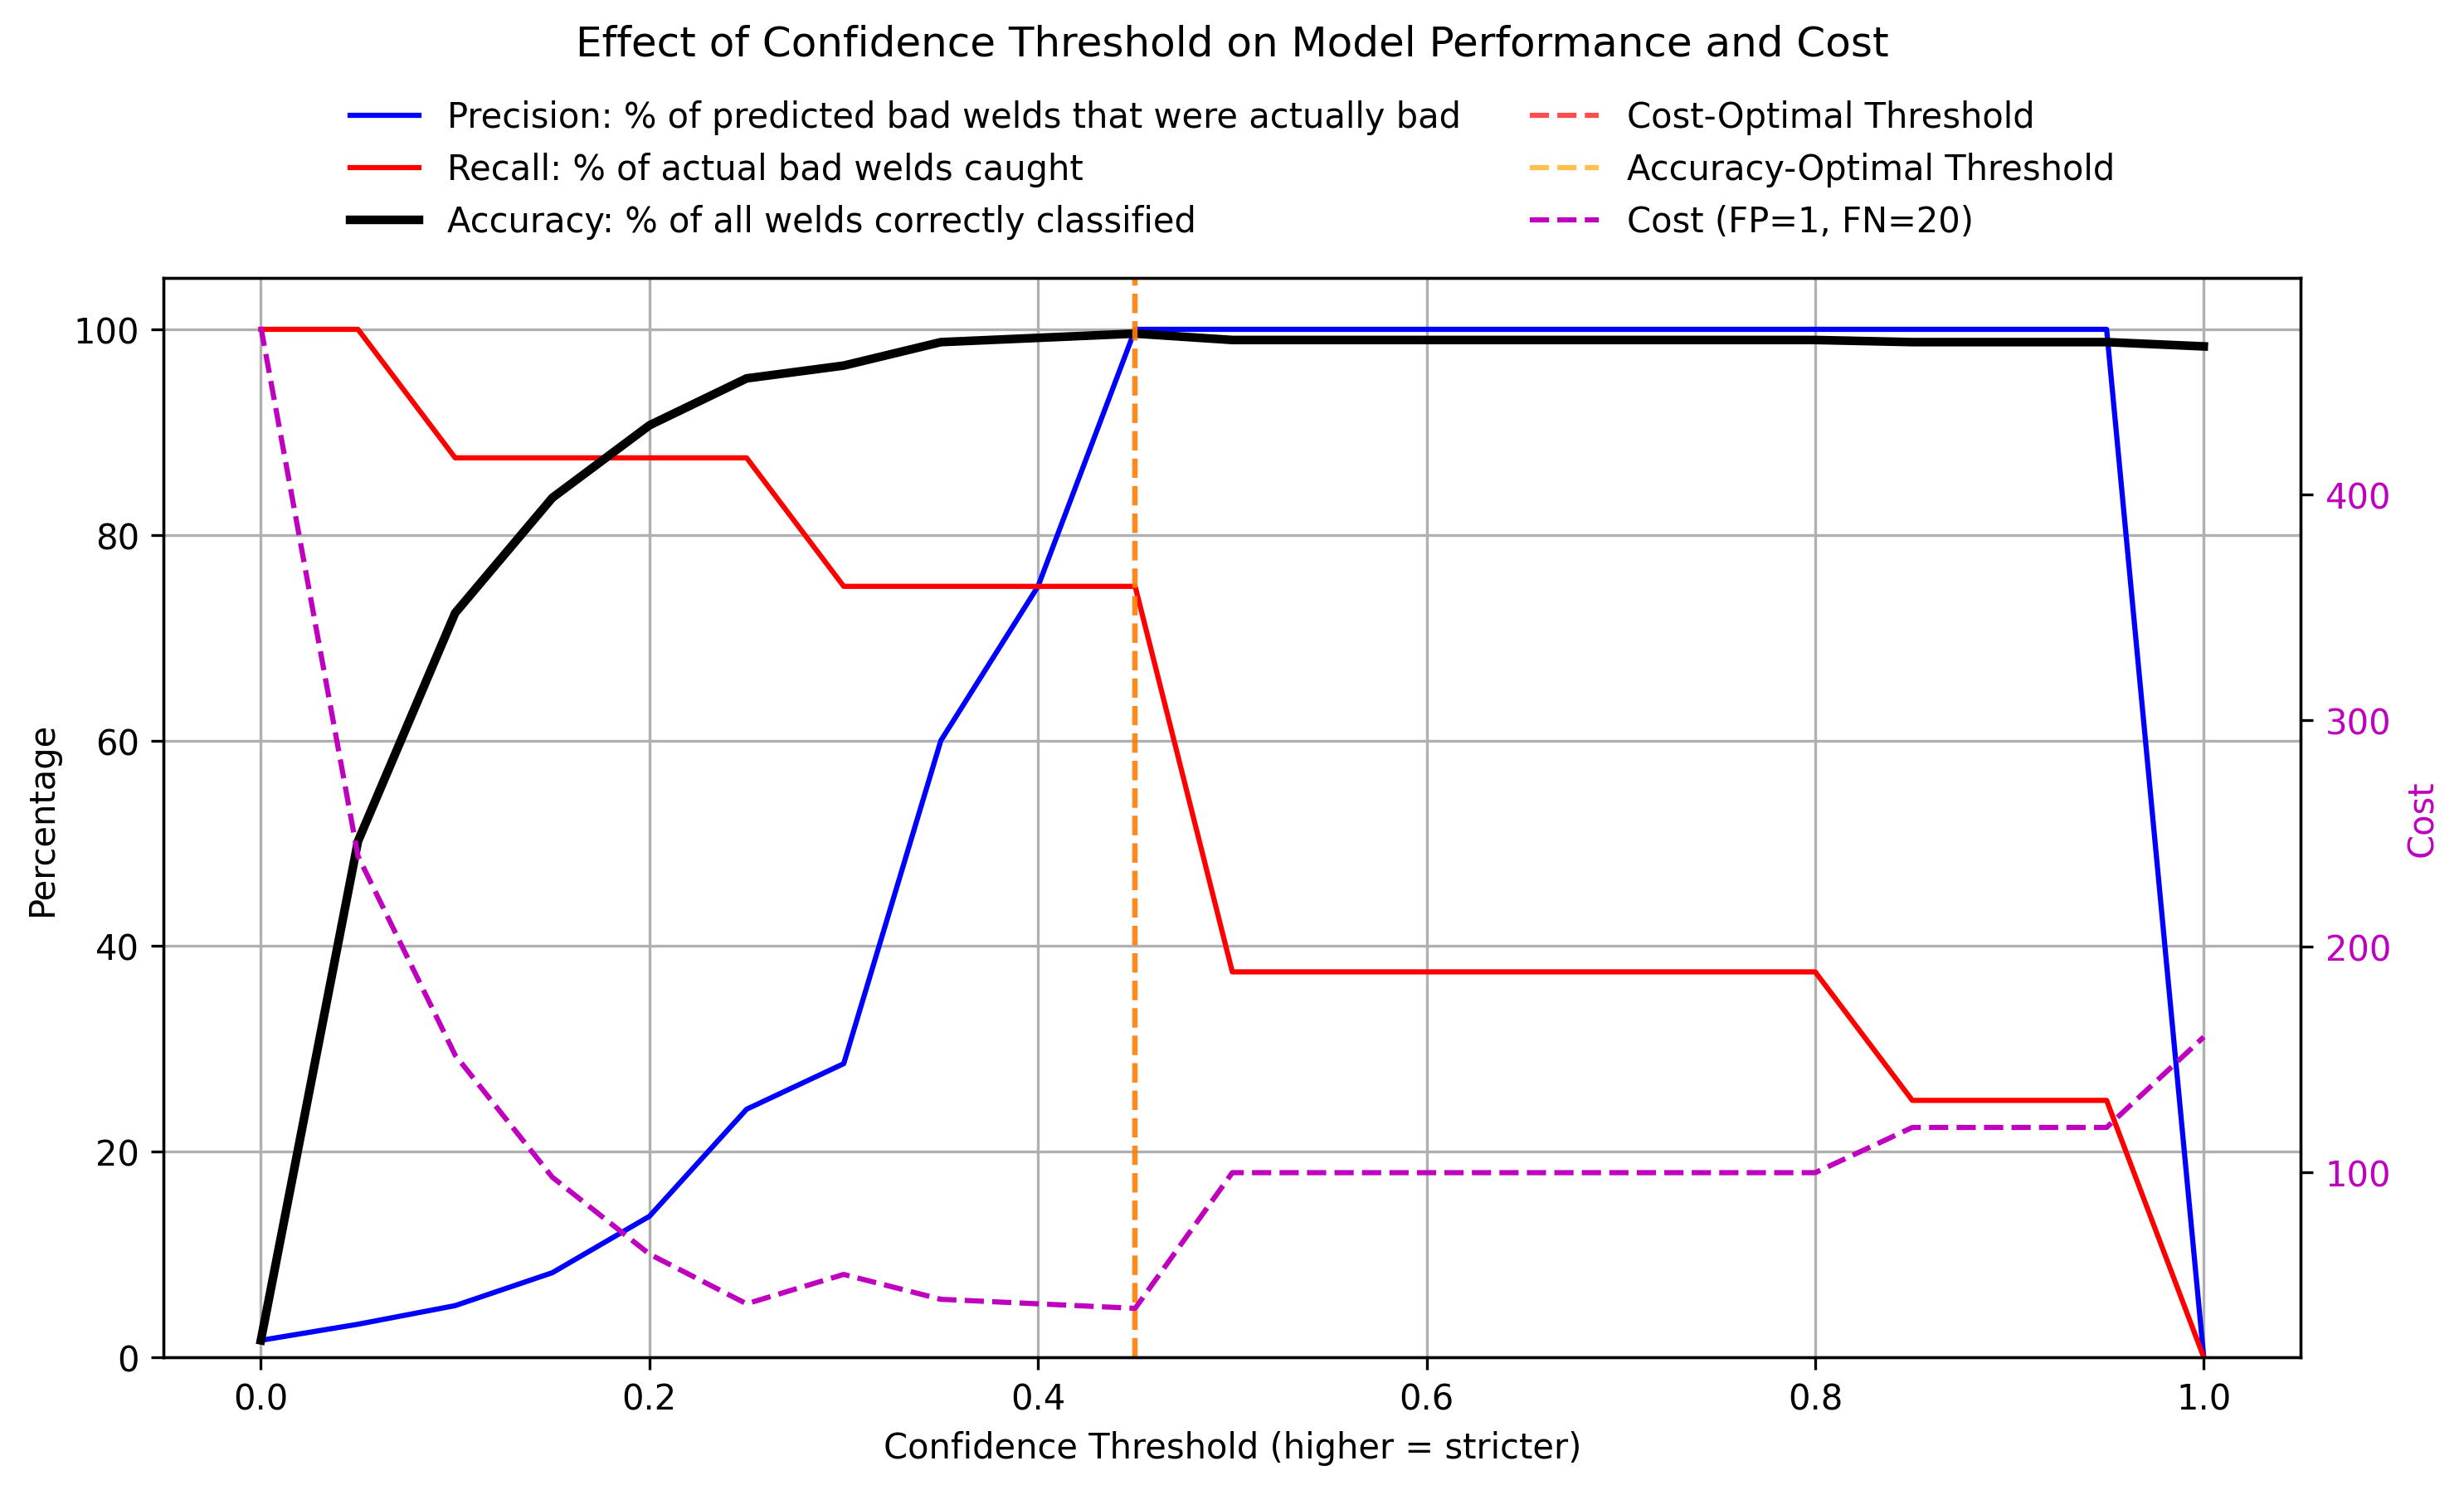 Effect of Confidence Threshold on Model Performance and Cost
Precision: % of predicted bad welds that were actually bad
Recall: % of actual bad welds caught
Accuracy: % of all welds correctly classified
Cost-Optimal Threshold
Accuracy-Optimal Threshold
Cost (FP=1, FN=20)
Percentage
100
80
60
40
20
0
0.0
0.2
0.4
0.6
0.8
1.0
Confidence Threshold (higher = stricter)
400
300
200
100
Cost